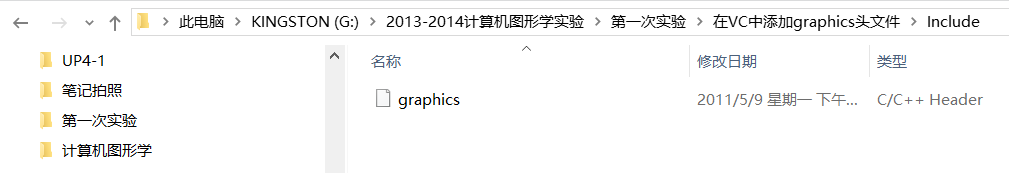 此电脑 > KINGSTON (G:) > 2013-2014计算机图形学实验 > 第一次实验 > 在VC中添加graphics头文件 > Include
UP4-1
笔记拍照
第一次实验
计算机图形学
名称 修改日期 类型
graphics 2011/5/9 星期一 下午... C/C++ Header